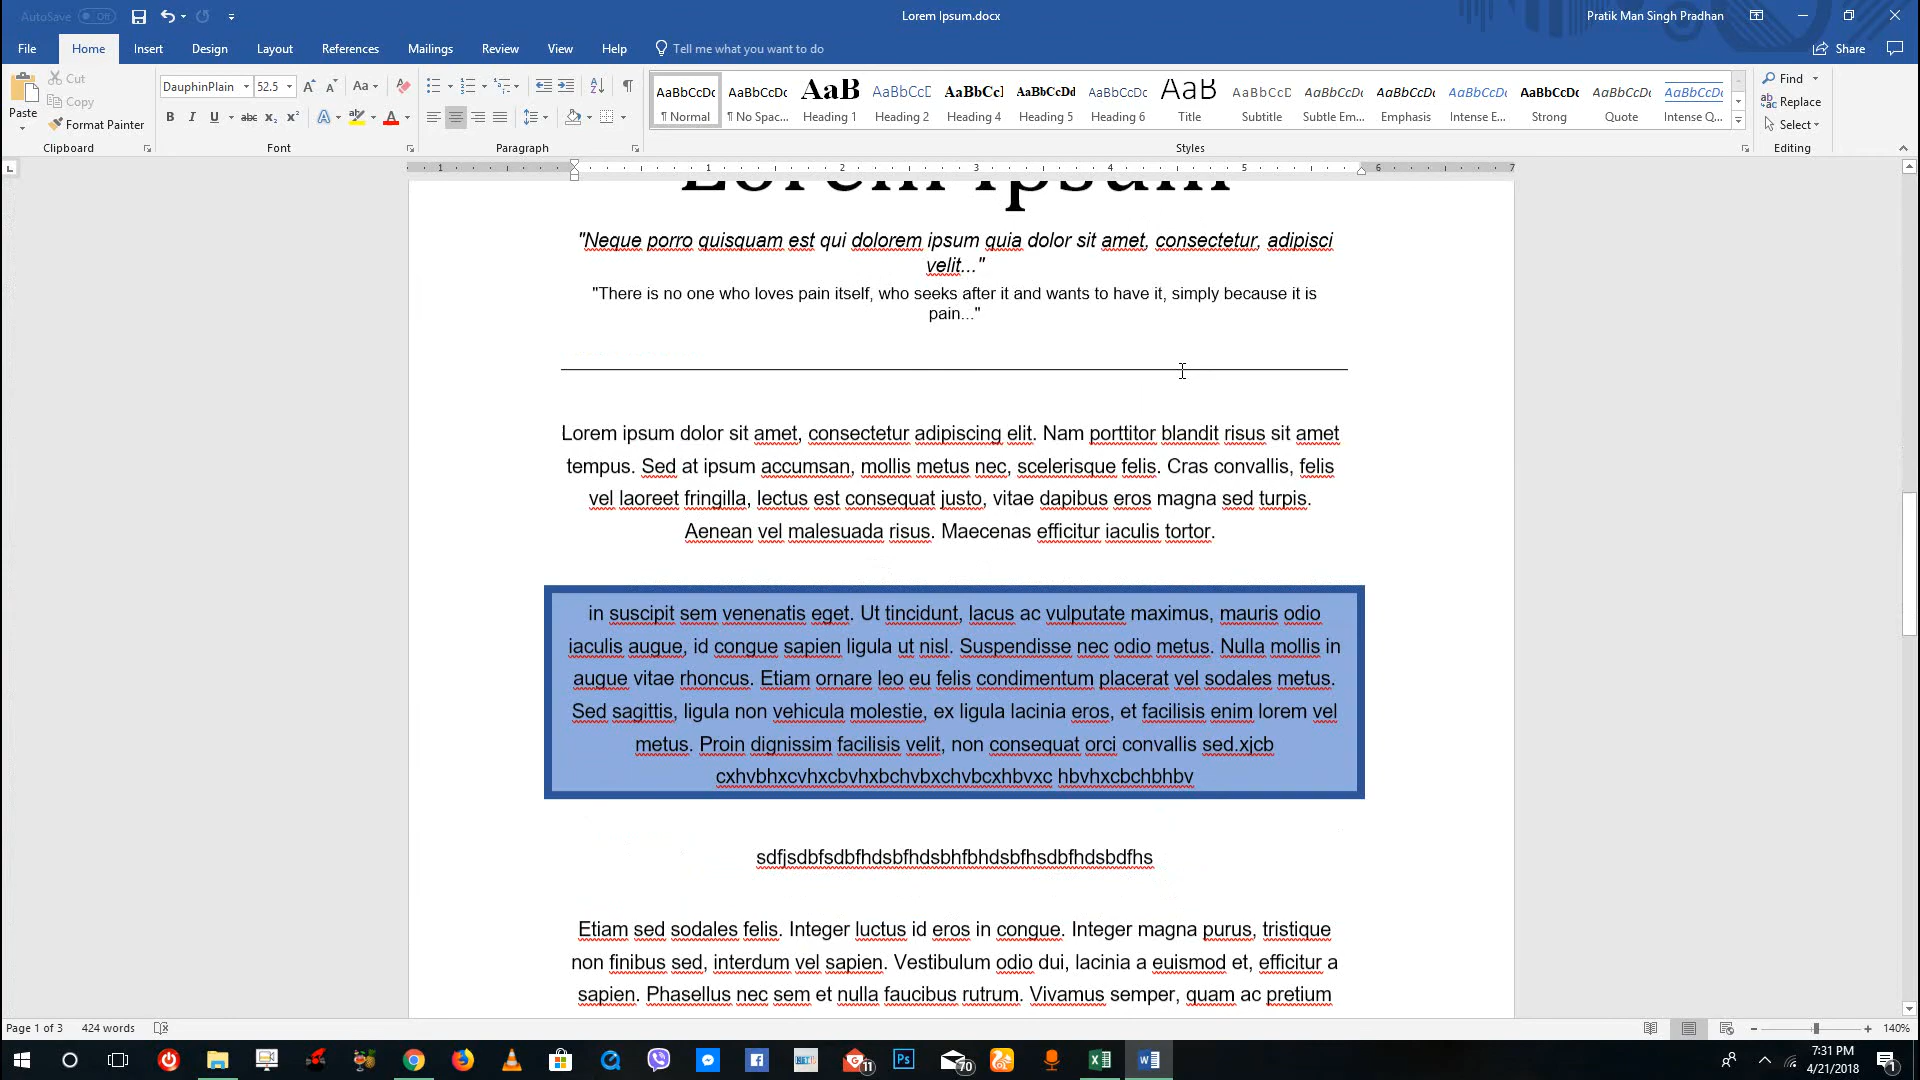 AutoSave Off
Lorem Ipsum.docx
Pratik Man Singh Pradhan
File Home Insert Design Layout References Mailings Review View Help Tell me what you want to do
Share
Paste
Cut
Copy
Format Painter
Clipboard
DauphinPlain 52.5
Font
Paragraph
AaBbCcDc AaBbCcDc AaB AaBbCcD AaBbCcI AaBbCcDd AaBbCcDc AaB AaBbCcD AaBbCcDc AaBbCcDc AaBbCcDc AaBbCcDc AaBbCcDc AaBbCcDc
¶ Normal ¶ No Spac... Heading 1 Heading 2 Heading 4 Heading 5 Heading 6 Title Subtitle Subtle Em... Emphasis Intense E... Strong Quote Intense Q...
Styles
Find
Replace
Select
Editing
1 1 2 3 4 5 6 7
Lorem Ipsum
"Neque porro quisquam est qui dolorem ipsum quia dolor sit amet, consectetur, adipisci
velit..."
"There is no one who loves pain itself, who seeks after it and wants to have it, simply because it is
pain..."
Lorem ipsum dolor sit amet, consectetur adipiscing elit. Nam porttitor blandit risus sit amet
tempus. Sed at ipsum accumsan, mollis metus nec, scelerisque felis. Cras convallis, felis
vel laoreet fringilla, lectus est consequat justo, vitae dapibus eros magna sed turpis.
Aenean vel malesuada risus. Maecenas efficitur iaculis tortor.
in suscipit sem venenatis eget. Ut tincidunt, lacus ac vulputate maximus, mauris odio
iaculis augue, id congue sapien ligula ut nisl. Suspendisse nec odio metus. Nulla mollis in
augue vitae rhoncus. Etiam ornare leo eu felis condimentum placerat vel sodales metus.
Sed sagittis, ligula non vehicula molestie, ex ligula lacinia eros, et facilisis enim lorem vel
metus. Proin dignissim facilisis velit, non consequat orci convallis sed.xjcb
cxhvbhxcvhxcbvhxbchvbxchvbcxhbvxc hbvhxcbchbhbv
sdfjsdbfsdbfhdsbfhdsbhfbhdsbfhsdbfhdsbdfhs
Etiam sed sodales felis. Integer luctus id eros in congue. Integer magna purus, tristique
non finibus sed, interdum vel sapien. Vestibulum odio dui, lacinia a euismod et, efficitur a
sapien. Phasellus nec sem et nulla faucibus rutrum. Vivamus semper, quam ac pretium
Page 1 of 3 424 words
140%
11
Ps
70
7:31 PM
4/21/2018
1